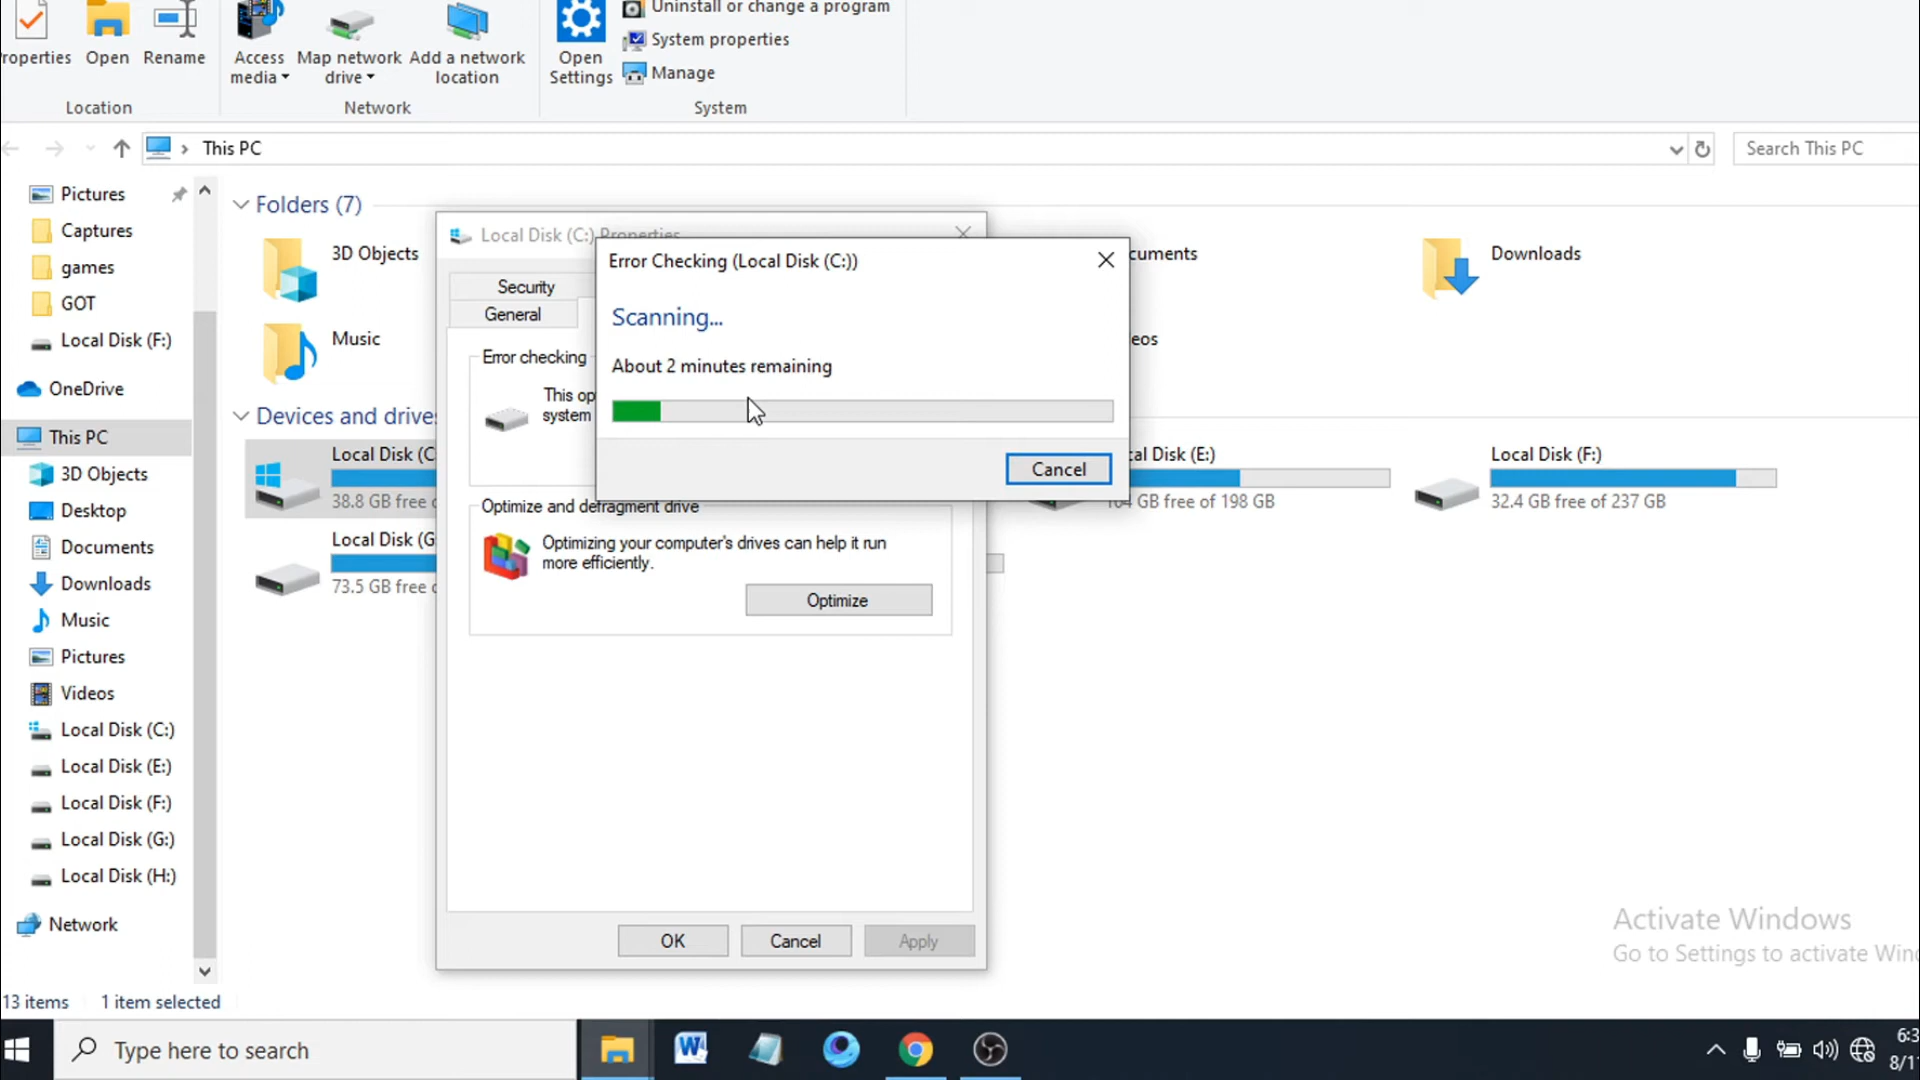 Uninstall or change a program
System properties
Manage
Properties
Open
Rename
Access
media
Map network
drive
Add a network
location
Open
Settings
Location
Network
System
This PC
Search This PC
Pictures
Captures
games
GOT
Local Disk (F:)
OneDrive
This PC
3D Objects
Desktop
Documents
Downloads
Music
Pictures
Videos
Local Disk (C:)
Local Disk (E:)
Local Disk (F:)
Local Disk (G:)
Local Disk (H:)
Network
Folders (7)
3D Objects
cuments
Downloads
Music
eos
Devices and drives
Local Disk (C
38.8 GB free
cal Disk (E:)
104 GB free of 198 GB
Local Disk (F:)
32.4 GB free of 237 GB
Local Disk (G
73.5 GB free
Local Disk (C:) Properties
Security
General
Error checking
This op
system
Optimize and defragment drive
Optimizing your computer's drives can help it run
more efficiently.
Optimize
OK
Cancel
Apply
Error Checking (Local Disk (C:))
Scanning...
About 2 minutes remaining
Cancel
Activate Windows
Go to Settings to activate Win
13 items
1 item selected
Type here to search
6:3
8/1